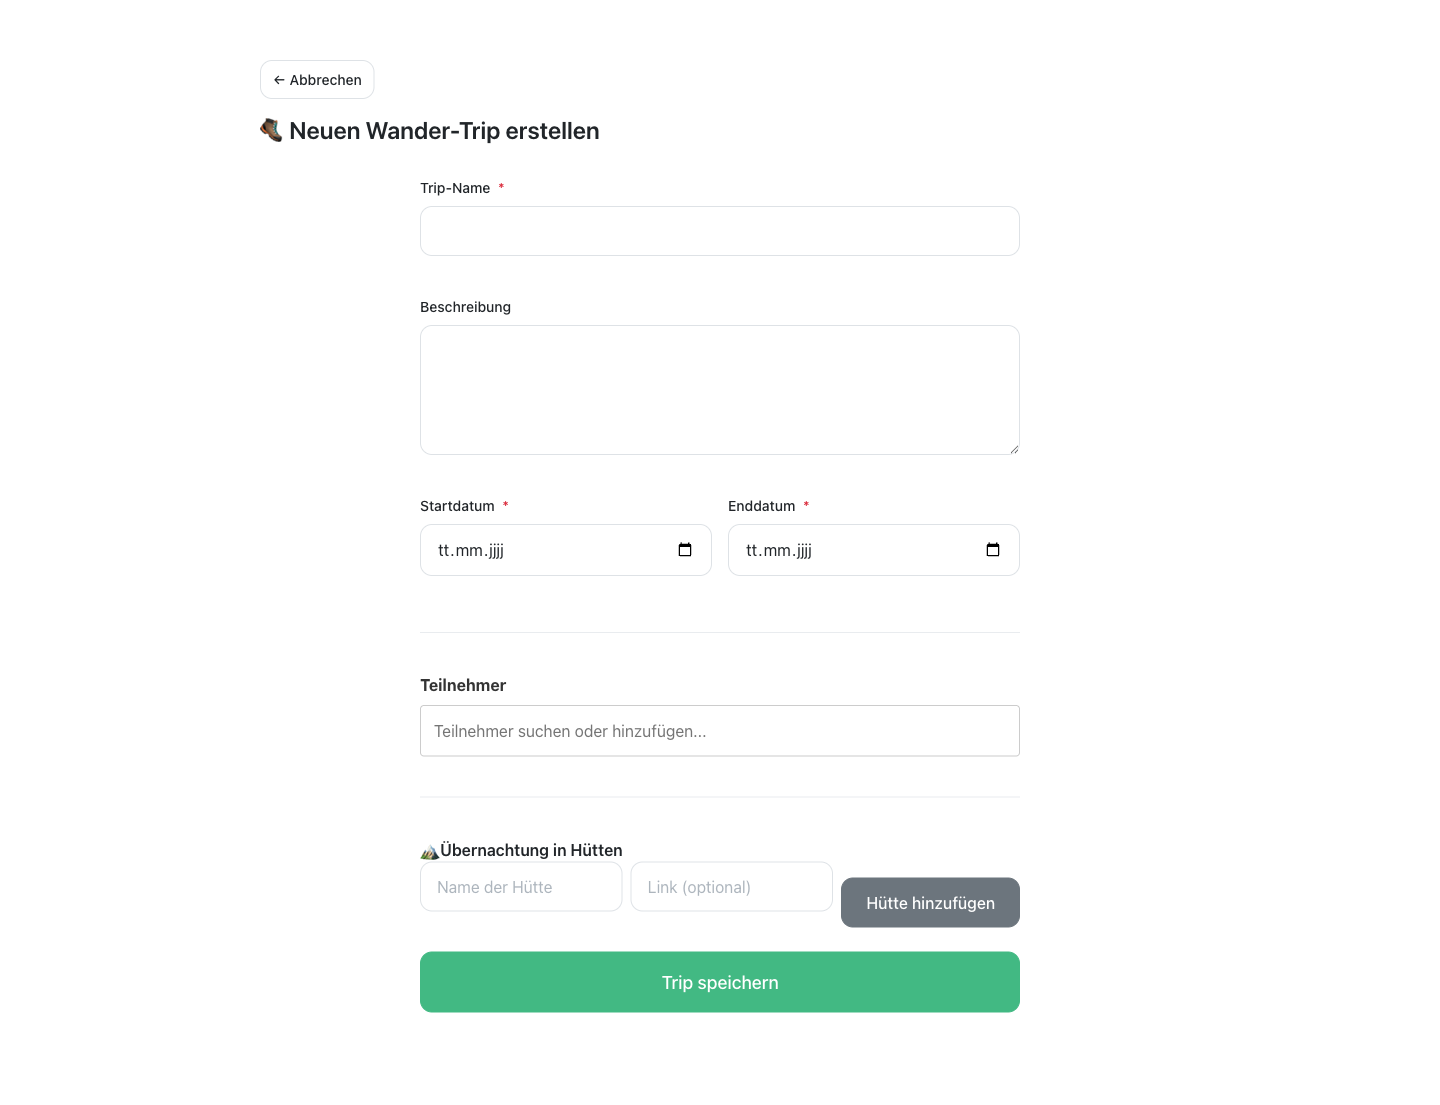 ← Abbrechen
🥾 Neuen Wander-Trip erstellen
Trip-Name *
Beschreibung
Startdatum * Enddatum *
tt.mm.jjjj tt.mm.jjjj
Teilnehmer
Teilnehmer suchen oder hinzufügen...
🏔️Übernachtung in Hütten
Name der Hütte Link (optional) Hütte hinzufügen
Trip speichern